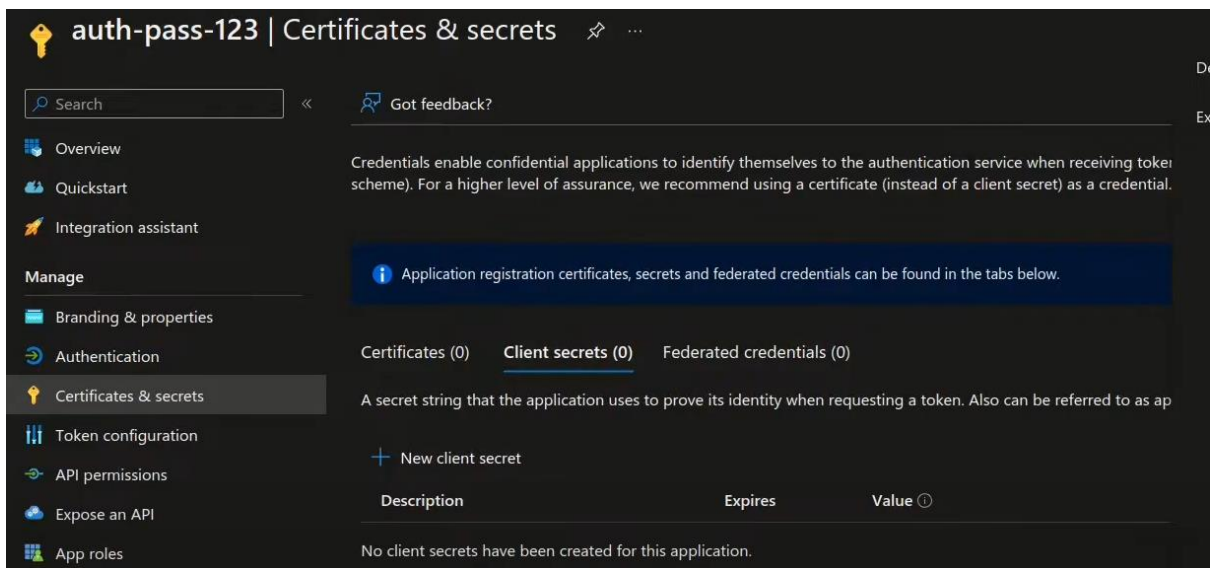 auth-pass-123 | Certificates & secrets
Search
Got feedback?
Overview
Quickstart
Integration assistant
Manage
Branding & properties
Authentication
Certificates & secrets
Token configuration
API permissions
Expose an API
App roles
Credentials enable confidential applications to identify themselves to the authentication service when receiving
scheme). For a higher level of assurance, we recommend using a certificate (instead of a client secret) as a credential.
Application registration certificates, secrets and federated credentials can be found in the tabs below.
Certificates (0) Client secrets (0) Federated credentials (0)
A secret string that the application uses to prove its identity when requesting a token. Also can be referred to as
New client secret
Description Expires Value
No client secrets have been created for this application.